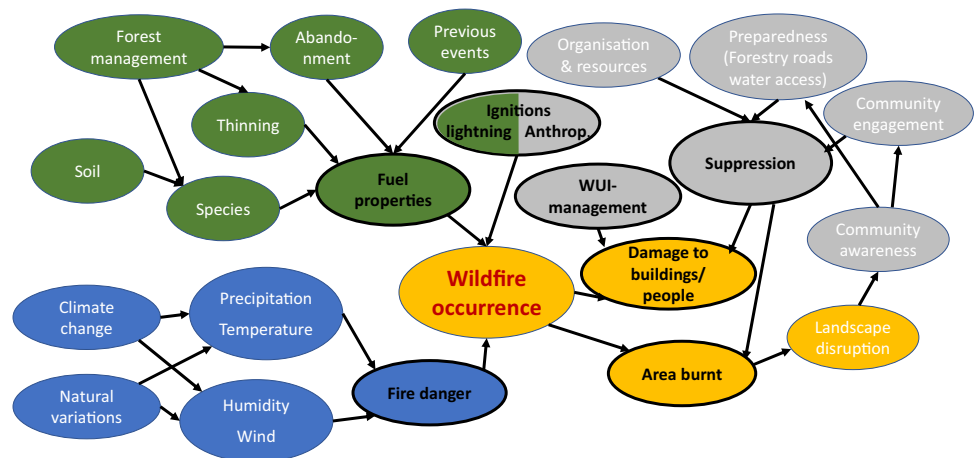 Forest
management
Abando-
nment
Previous
events
Organisation
& resources
Preparedness
(Forestry roads
water access)
Thinning
Ignitions
lightning Anthrop.
Community
engagement
Soil
Species
Fuel
properties
WUI-
management
Suppression
Community
awareness
Wildfire
occurrence
Damage to
buildings/
people
Climate
change
Precipitation
Temperature
Landscape
disruption
Natural
variations
Humidity
Wind
Fire danger
Area burnt